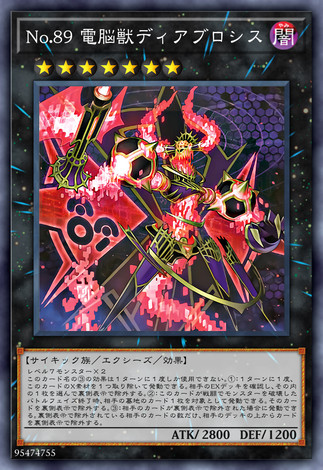 No.89 電脳獣ディアブロシス
闇
【サイキック族／エクシーズ／効果】
レベル７モンスター×２
このカード名の③の効果は１ターンに１度しか使用できない。①：１ターンに１度、
このカードのX素材を１つ取り除いて発動できる。相手のEXデッキを確認し、その内
の１枚を選んで裏側表示で除外する。②：このカードが戦闘でモンスターを破壊した
バトルフェイズ終了時、相手の墓地のカード１枚を対象として発動できる。そのカー
ドを裏側表示で除外する。③：相手のカードが裏側表示で除外された場合に発動でき
る。裏側表示で除外されている相手のカードの数だけ、相手のデッキの上からカード
を裏側表示で除外する。
ATK/2800 DEF/1200
95474755